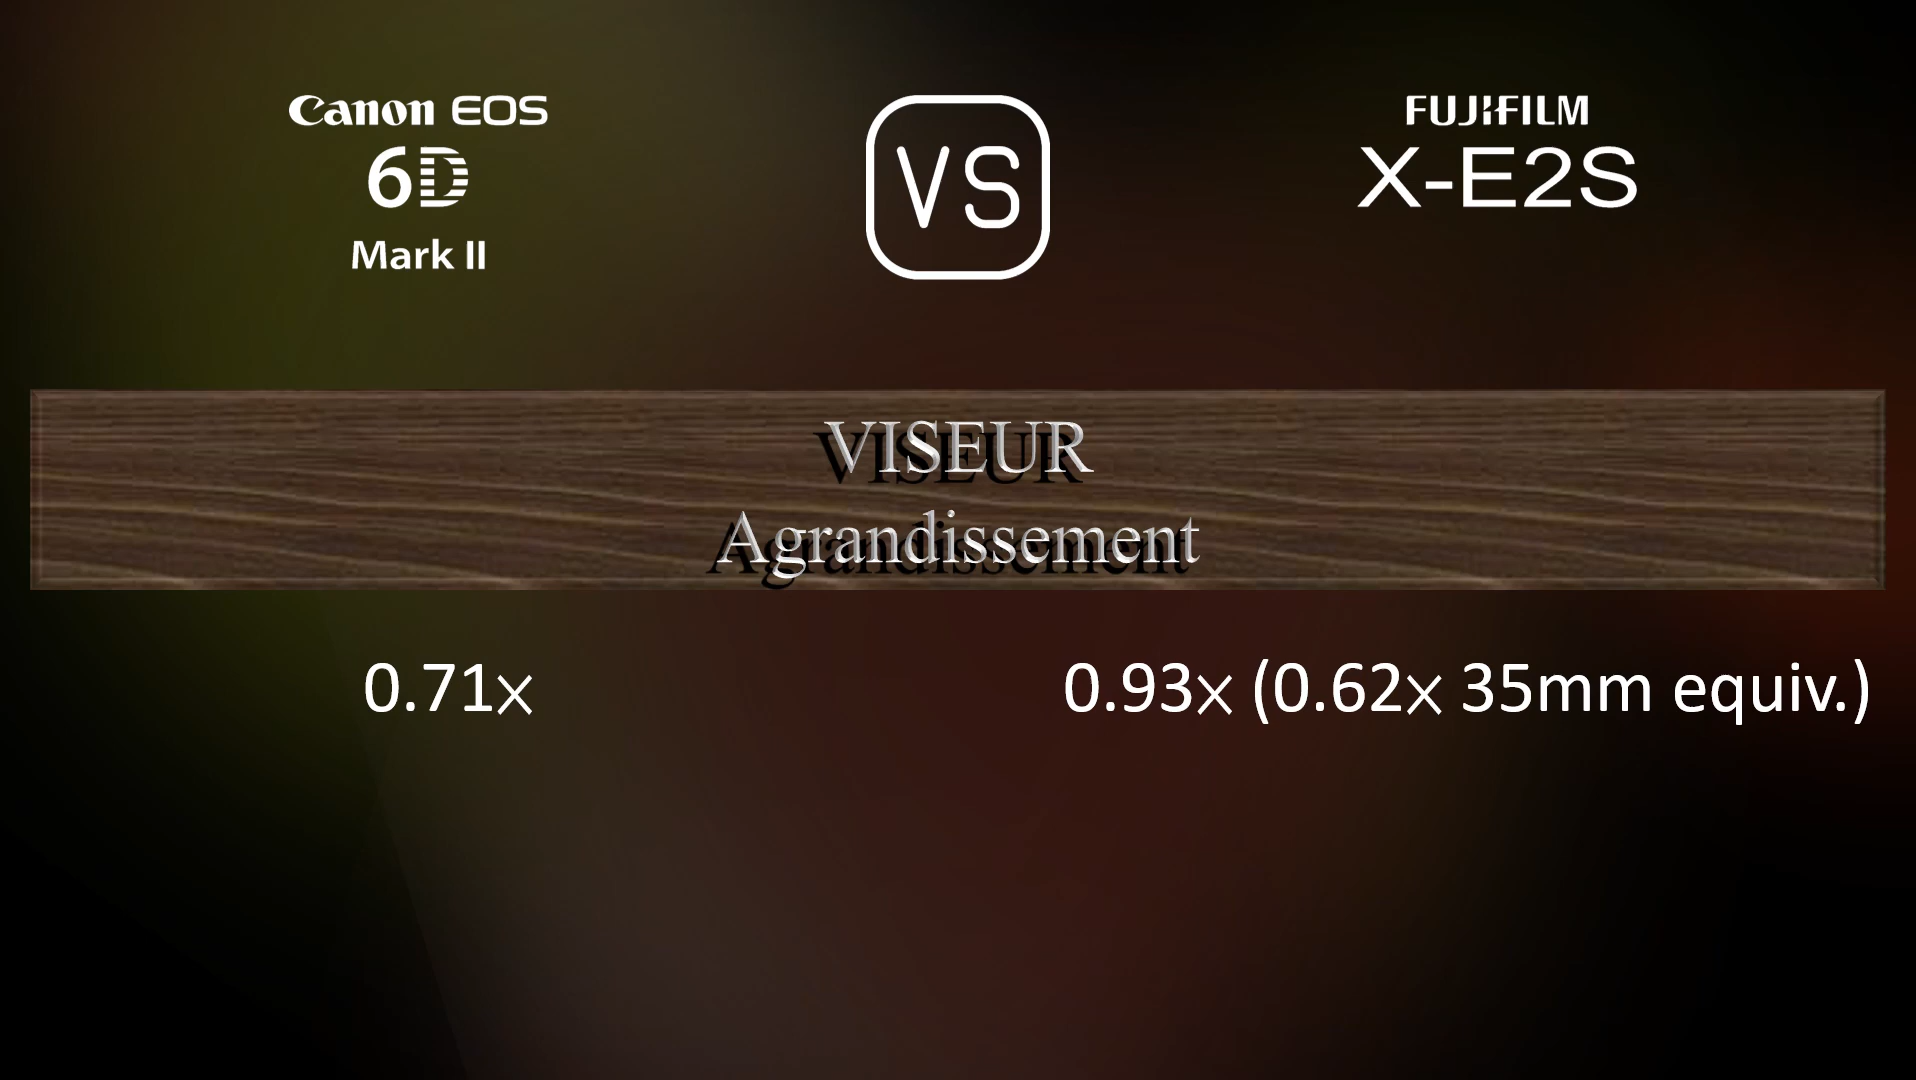 Canon EOS
6D
Mark II
VS
FUJIFILM
X-E2S
VISEUR
Agrandissement
0.71x
0.93x (0.62x 35mm equiv.)